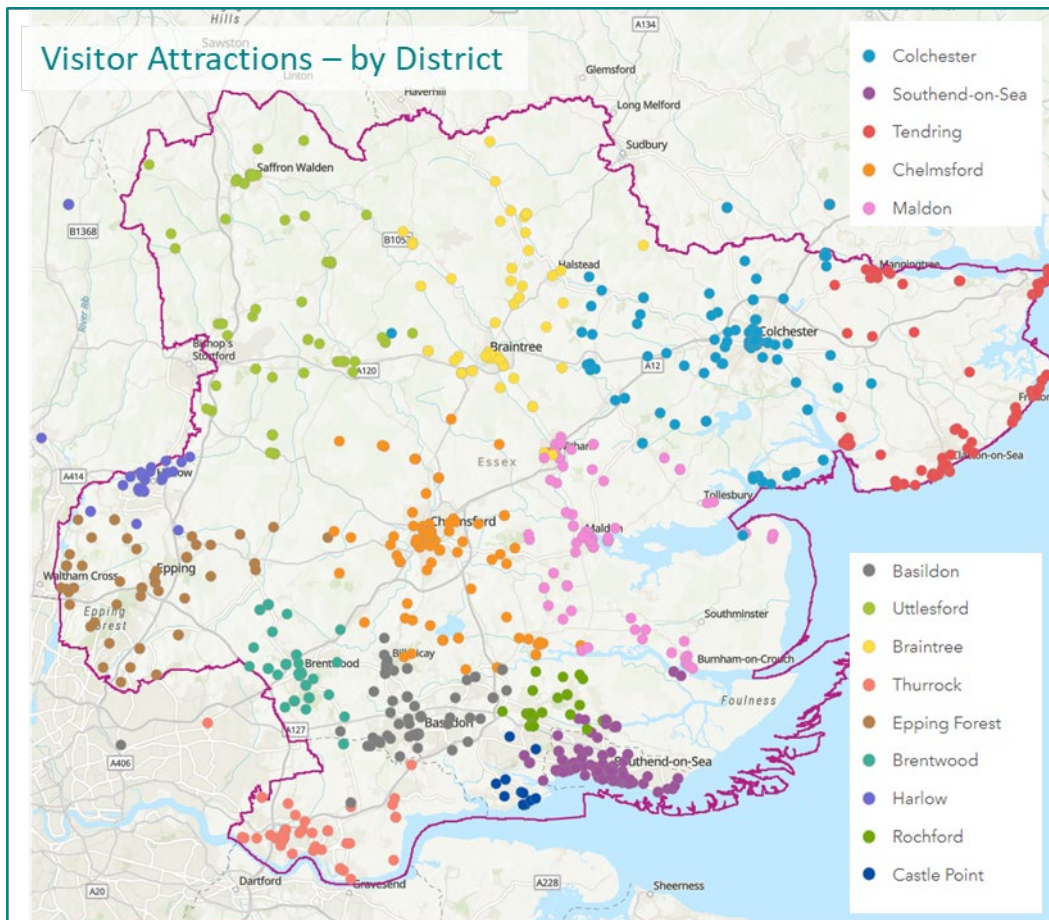 Hills
Sawston
Visitor Attractions – by District
Linton
Haverhill
A134
Glemsford
Long Melford
Sudbury
Colchester
Southend-on-Sea
Tendring
Chelmsford
Maldon
Saffron Walden
B1368
B105
Halstead
Manningtree
River Rib
Bishop's
Stortford
Braintree
Colchester
A120
A12
A414
Essex
Clacton-on-Sea
Tollesbury
Chelmsford
Maldon
Waltham Cross
Epping
Epping
Forest
Southminster
Brentwood
Billericay
Burnham-on-Crouch
Foulness
A127
Basildon
A406
Southend-on-Sea
Dartford
Gravesend
A20
A228
Sheerness
Basildon
Uttlesford
Braintree
Thurrock
Epping Forest
Brentwood
Harlow
Rochford
Castle Point